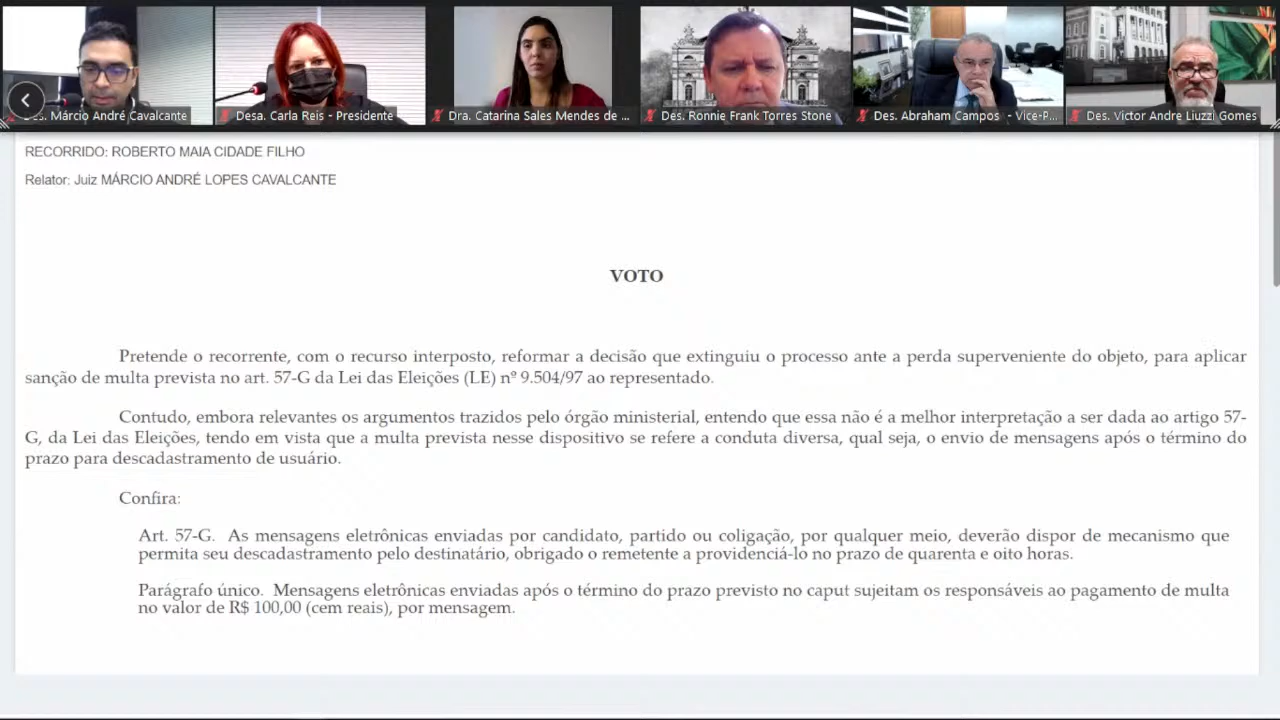 Des. Márcio André Cavalcante
Desa. Carla Reis - Presidente
Dra. Catarina Sales Mendes de ...
Des. Ronnie Frank Torres Stone
Des. Abraham Campos - Vice-P...
Des. Victor Andre Liuzzi Gomes
RECORRIDO: ROBERTO MAIA CIDADE FILHO
Relator: Juiz MÁRCIO ANDRÉ LOPES CAVALCANTE
VOTO
Pretende o recorrente, com o recurso interposto, reformar a decisão que extinguiu o processo ante a perda superveniente do objeto, para aplicar
sanção de multa prevista no art. 57-G da Lei das Eleições (LE) nº 9.504/97 ao representado.
Contudo, embora relevantes os argumentos trazidos pelo órgão ministerial, entendo que essa não é a melhor interpretação a ser dada ao artigo 57-
G, da Lei das Eleições, tendo em vista que a multa prevista nesse dispositivo se refere a conduta diversa, qual seja, o envio de mensagens após o término do
prazo para descadastramento de usuário.
Confira:
Art. 57-G. As mensagens eletrônicas enviadas por candidato, partido ou coligação, por qualquer meio, deverão dispor de mecanismo que
permita seu descadastramento pelo destinatário, obrigado o remetente a providenciá-lo no prazo de quarenta e oito horas.
Parágrafo único. Mensagens eletrônicas enviadas após o término do prazo previsto no caput sujeitam os responsáveis ao pagamento de multa
no valor de R$ 100,00 (cem reais), por mensagem.